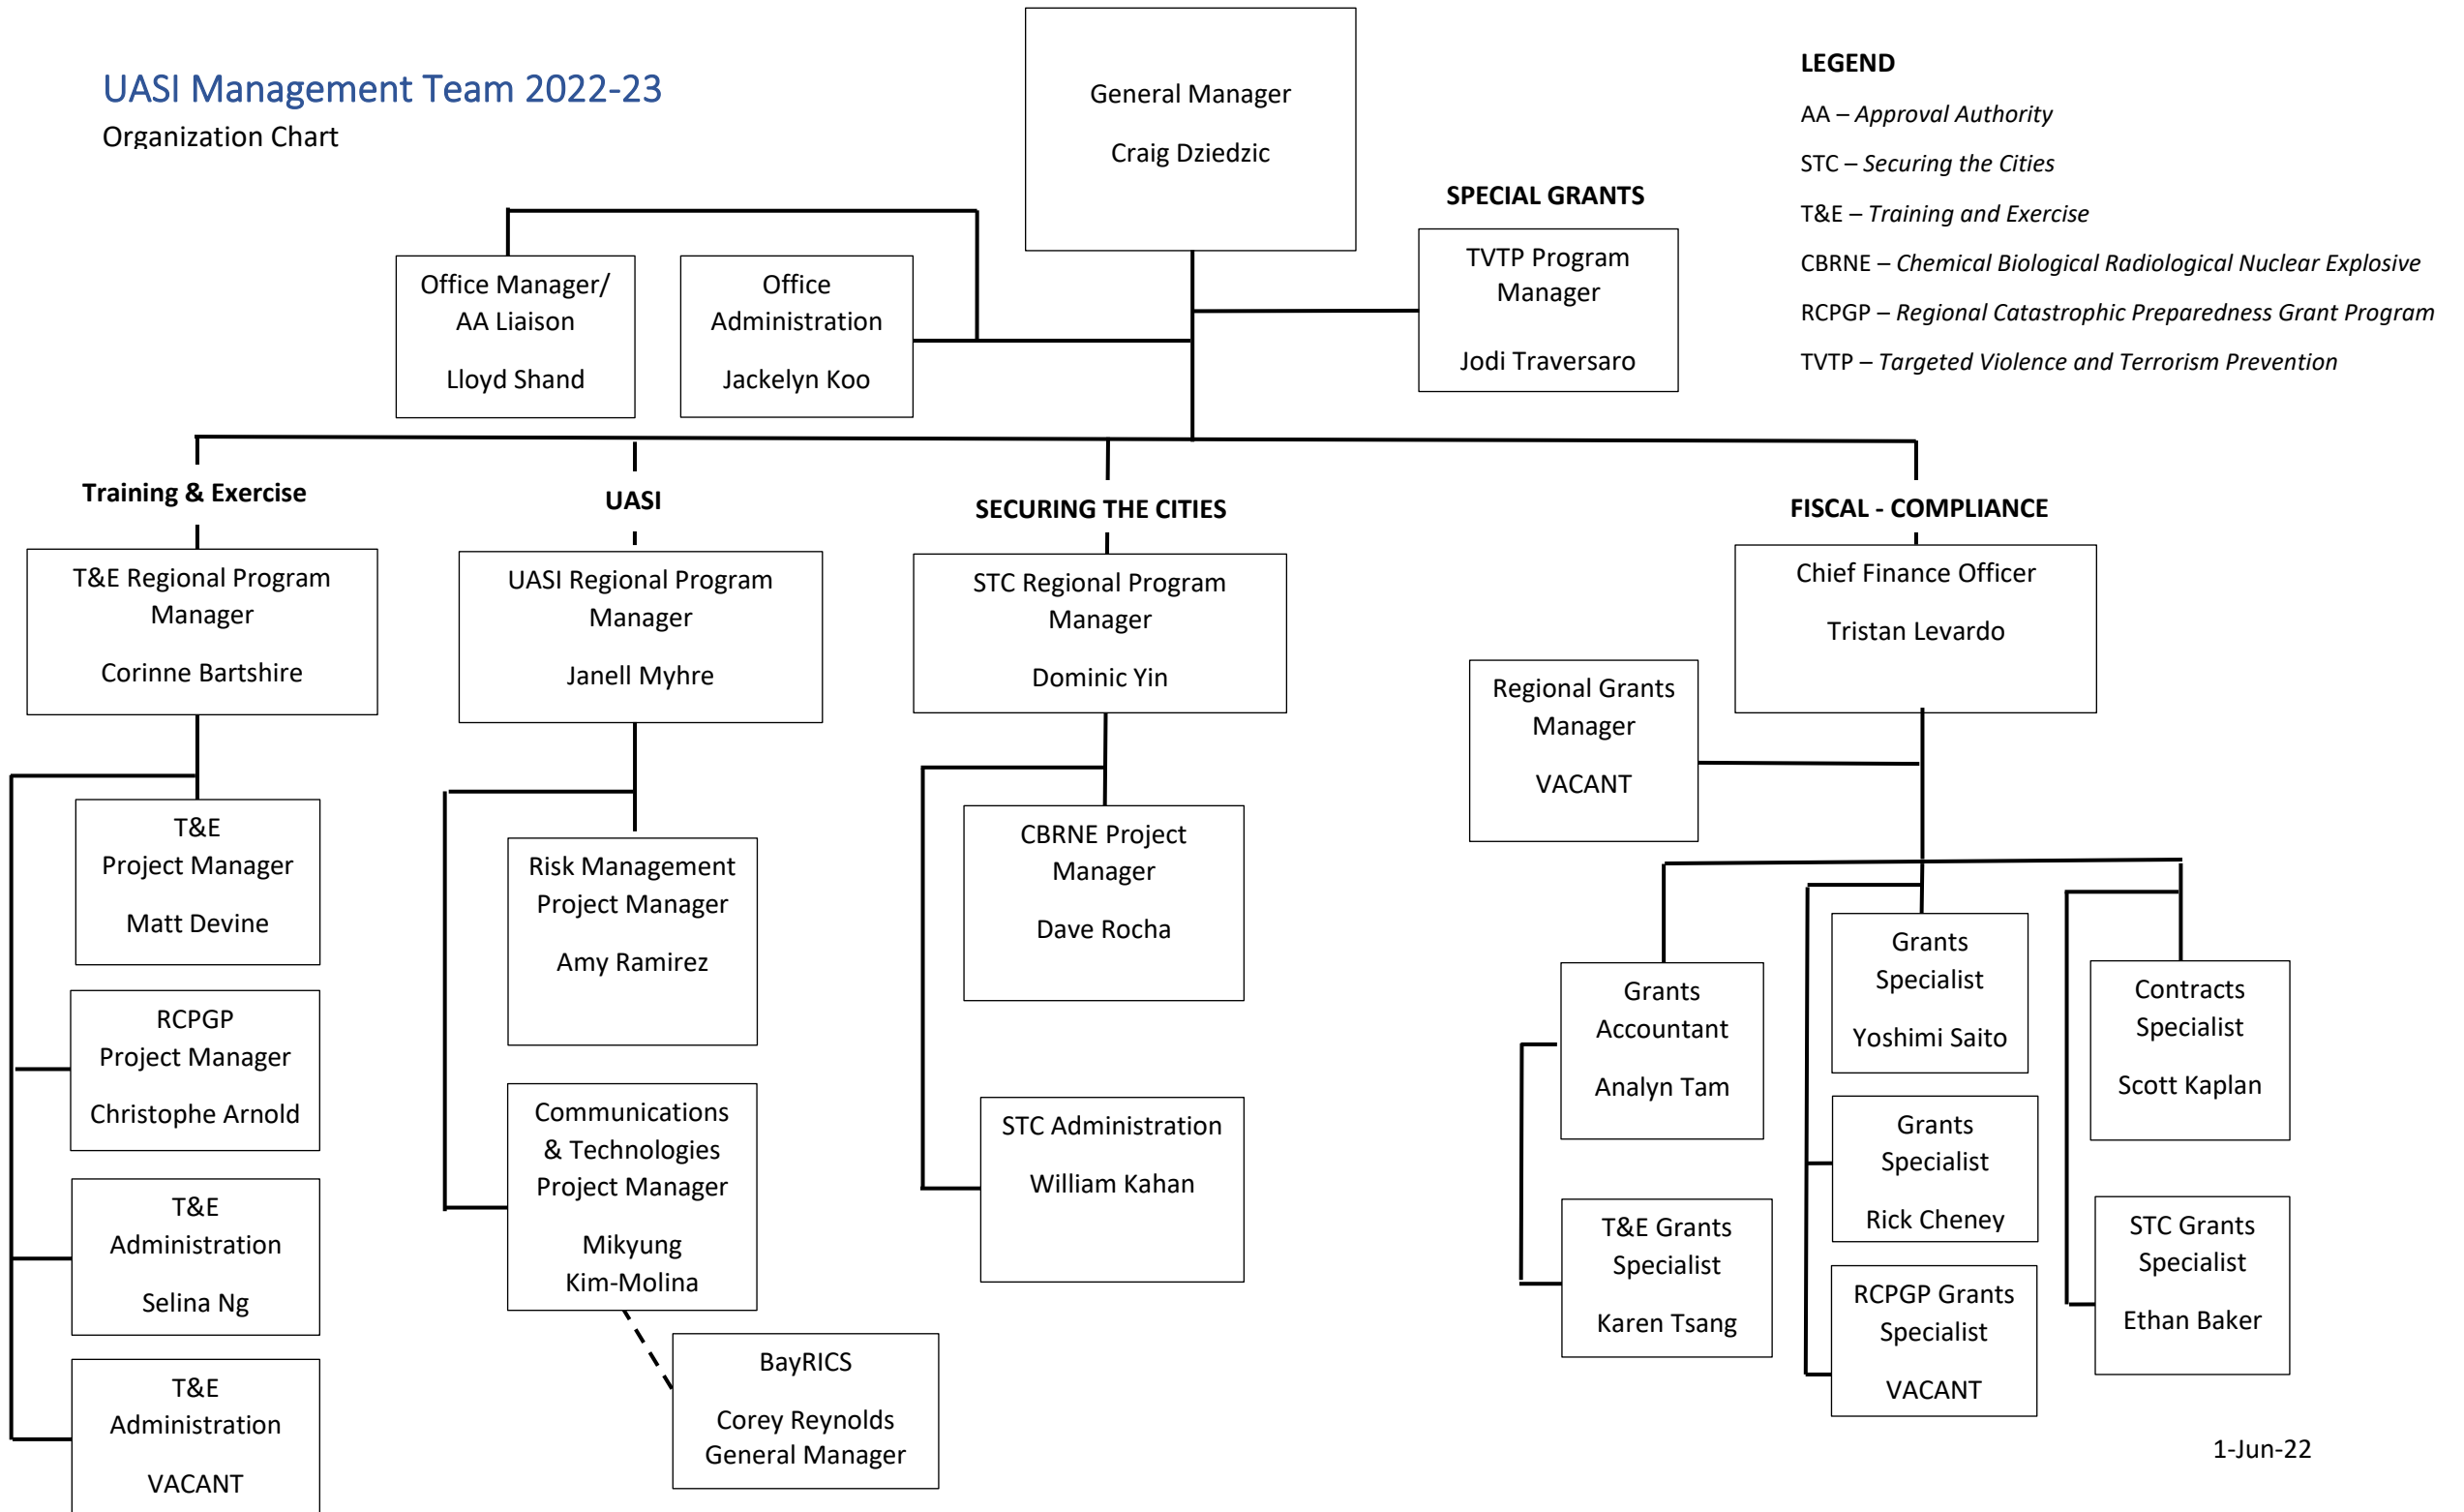 UASI Management Team 2022-23
Organization Chart
General Manager
Craig Dziedzic
LEGEND
AA – Approval Authority
STC – Securing the Cities
T&E – Training and Exercise
CBRNE – Chemical Biological Radiological Nuclear Explosive
RCPGP – Regional Catastrophic Preparedness Grant Program
TVTP – Targeted Violence and Terrorism Prevention
SPECIAL GRANTS
TVTP Program
Manager
Jodi Traversaro
Office Manager/
AA Liaison
Lloyd Shand
Office
Administration
Jackelyn Koo
Training & Exercise
T&E Regional Program
Manager
Corinne Bartshire
T&E
Project Manager
Matt Devine
RCPGP
Project Manager
Christophe Arnold
T&E
Administration
Selina Ng
T&E
Administration
VACANT
UASI
UASI Regional Program
Manager
Janell Myhre
Risk Management
Project Manager
Amy Ramirez
Communications
& Technologies
Project Manager
Mikyung
Kim-Molina
BayRICS
Corey Reynolds
General Manager
SECURING THE CITIES
STC Regional Program
Manager
Dominic Yin
CBRNE Project
Manager
Dave Rocha
STC Administration
William Kahan
FISCAL - COMPLIANCE
Chief Finance Officer
Tristan Levardo
Regional Grants
Manager
VACANT
Grants
Accountant
Analyn Tam
T&E Grants
Specialist
Karen Tsang
Grants
Specialist
Yoshimi Saito
Grants
Specialist
Rick Cheney
RCPGP Grants
Specialist
VACANT
Contracts
Specialist
Scott Kaplan
STC Grants
Specialist
Ethan Baker
1-Jun-22